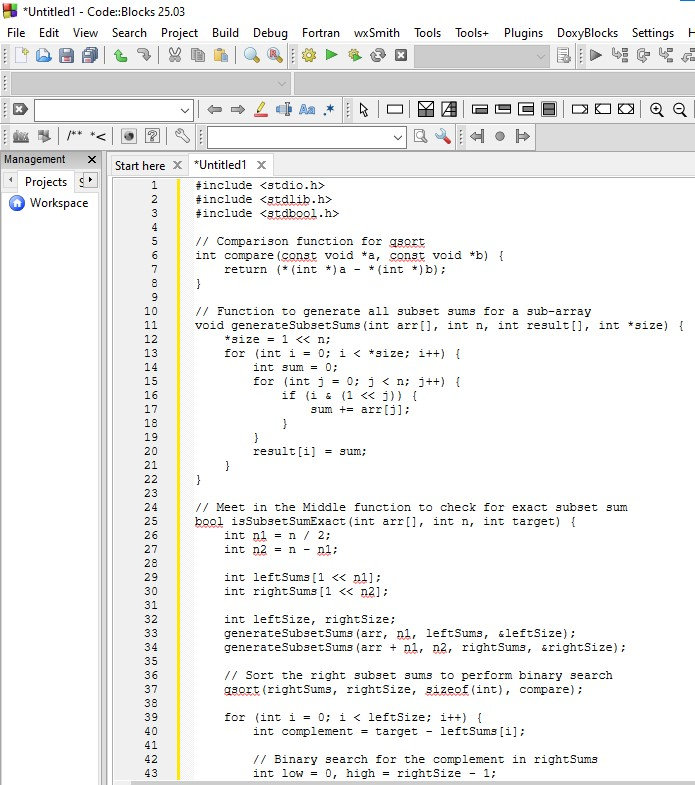 *Untitled1 - Code::Blocks 25.03
File Edit View Search Project Build Debug Fortran wxSmith Tools Tools+ Plugins DoxyBlocks Settings H
Aa .*
/** *<
Management X
Start here X *Untitled1 X
Projects
Workspace
1 #include <stdio.h>
2 #include <stdlib.h>
3 #include <stdbool.h>
4
5 // Comparison function for qsort
6 int compare(const void *a, const void *b) {
7     return (*(int *)a - *(int *)b);
8 }
9
10 // Function to generate all subset sums for a sub-array
11 void generateSubsetSums(int arr[], int n, int result[], int *size) {
12     *size = 1 << n;
13     for (int i = 0; i < *size; i++) {
14         int sum = 0;
15         for (int j = 0; j < n; j++) {
16             if (i & (1 << j)) {
17                 sum += arr[j];
18             }
19         }
20         result[i] = sum;
21     }
22 }
23
24 // Meet in the Middle function to check for exact subset sum
25 bool isSubsetSumExact(int arr[], int n, int target) {
26     int n1 = n / 2;
27     int n2 = n - n1;
28
29     int leftSums[1 << n1];
30     int rightSums[1 << n2];
31
32     int leftSize, rightSize;
33     generateSubsetSums(arr, n1, leftSums, &leftSize);
34     generateSubsetSums(arr + n1, n2, rightSums, &rightSize);
35
36     // Sort the right subset sums to perform binary search
37     qsort(rightSums, rightSize, sizeof(int), compare);
38
39     for (int i = 0; i < leftSize; i++) {
40         int complement = target - leftSums[i];
41
42         // Binary search for the complement in rightSums
43         int low = 0, high = rightSize - 1;